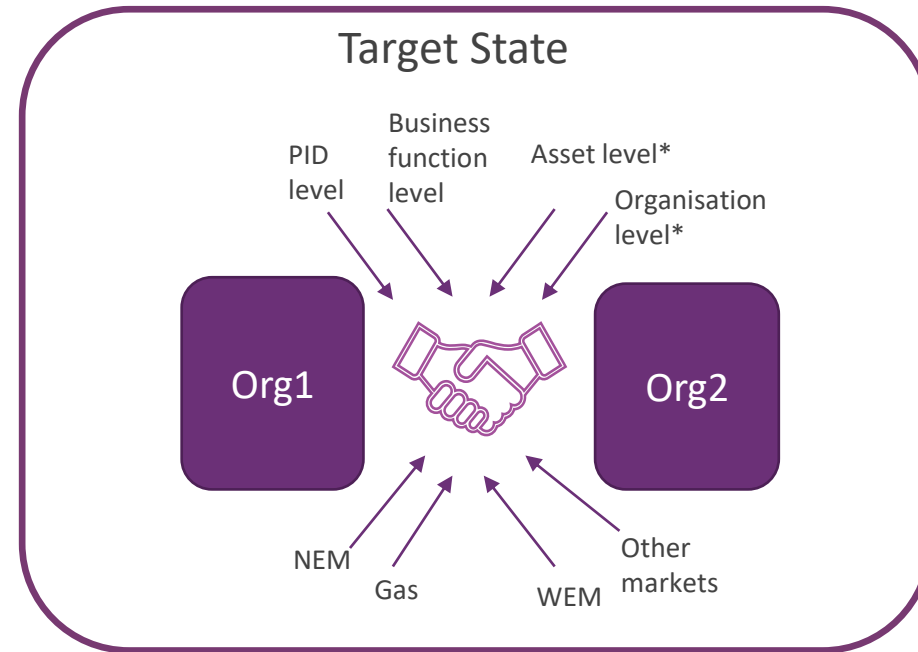 Target State
PID
level
Business
function
level
Asset level*
Organisation
level*
Org1
Org2
NEM
Gas
WEM
Other
markets